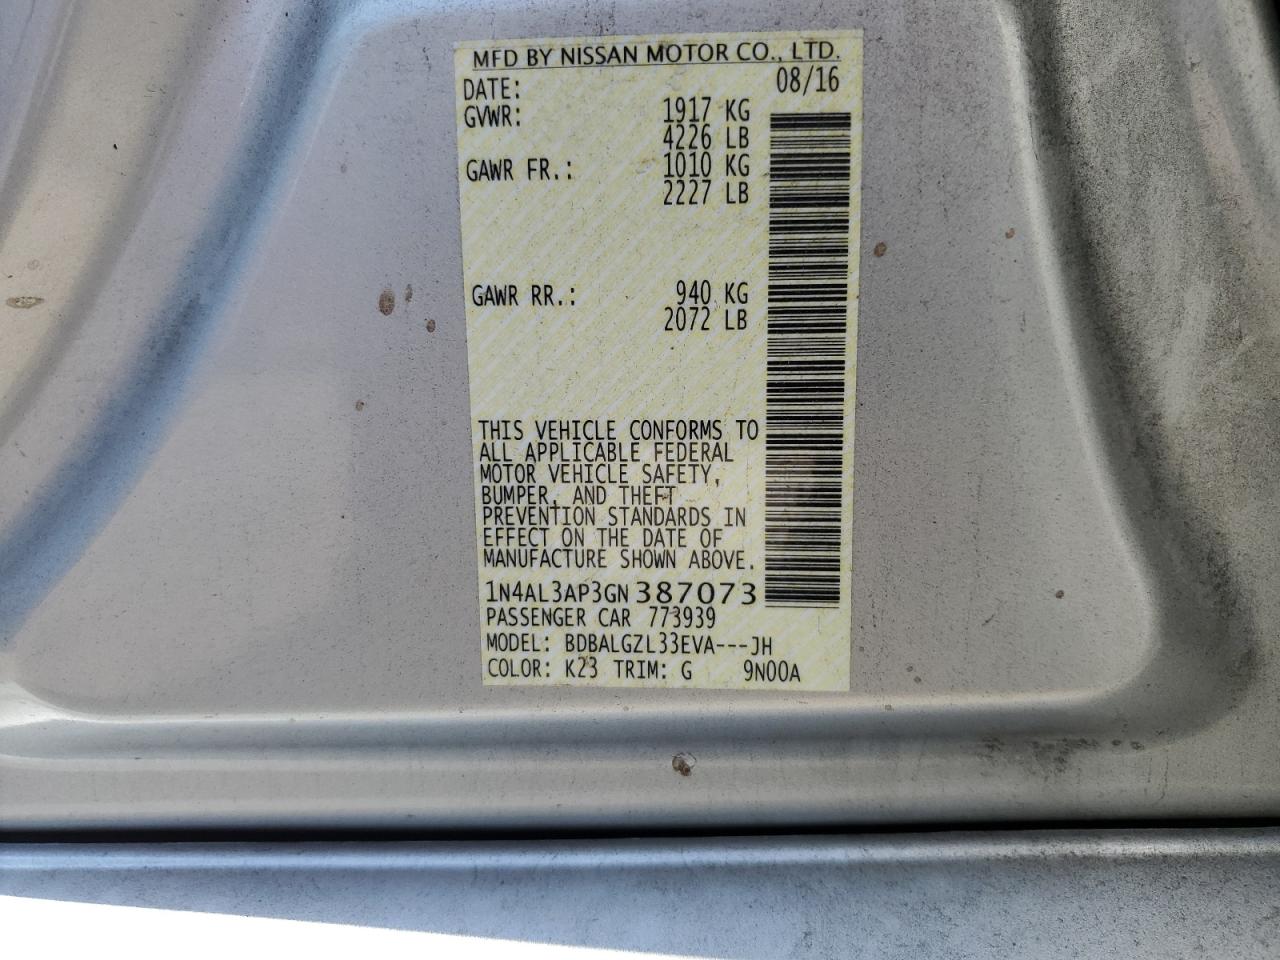 MFD BY NISSAN MOTOR CO., LTD.
DATE: 08/16
GVWR: 1917 KG
4226 LB
GAWR FR.: 1010 KG
2227 LB
GAWR RR.: 940 KG
2072 LB
THIS VEHICLE CONFORMS TO
ALL APPLICABLE FEDERAL
MOTOR VEHICLE SAFETY,
BUMPER, AND THEFT
PREVENTION STANDARDS IN
EFFECT ON THE DATE OF
MANUFACTURE SHOWN ABOVE.
1N4AL3AP3GN387073
PASSENGER CAR 773939
MODEL: BDBALGZL33EVA---JH
COLOR: K23 TRIM: G 9N00A